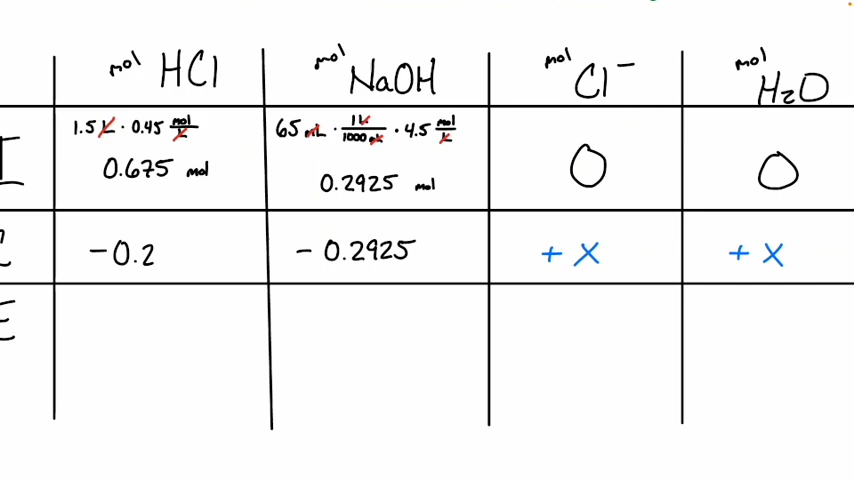 mol HCl mol NaOH mol Cl⁻ mol H₂O
I 1.5 L · 0.45 mol/L 65 mL · 1 L/1000 mL · 4.5 mol/L
0.675 mol 0.2925 mol 0 0
-0.2 - 0.2925 + x + x
E